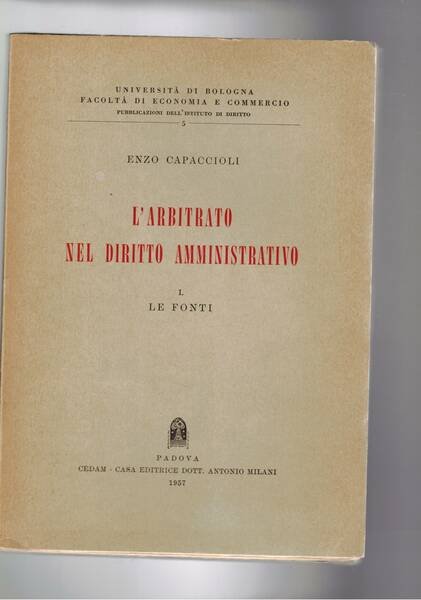 UNIVERSITÀ DI BOLOGNA
FACOLTÀ DI ECONOMIA E COMMERCIO
PUBBLICAZIONI DELL'ISTITUTO DI DIRITTO
5
ENZO CAPACCIOLI
L'ARBITRATO
NEL DIRITTO AMMINISTRATIVO
I.
LE FONTI
PADOVA
CEDAM - CASA EDITRICE DOTT. ANTONIO MILANI
1957